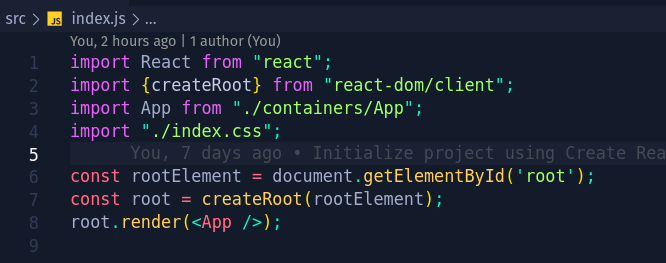 src > JS index.js > ...
You, 2 hours ago | 1 author (You)
1 import React from "react";
2 import {createRoot} from "react-dom/client";
3 import App from "./containers/App";
4 import "./index.css";
5 You, 7 days ago • Initialize project using Create Rea
6 const rootElement = document.getElementById('root');
7 const root = createRoot(rootElement);
8 root.render(<App />);
9